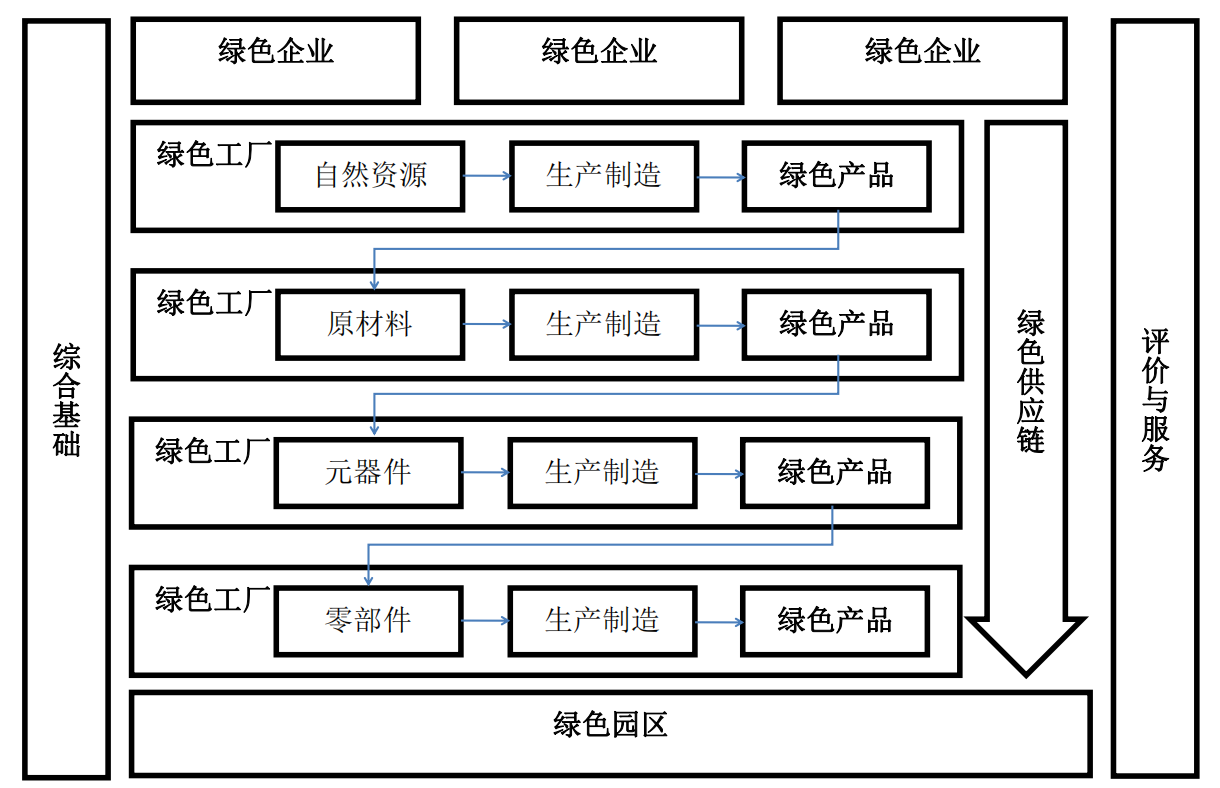 绿色企业
绿色企业
绿色企业
综合基础
绿色工厂
自然资源
生产制造
绿色产品
绿色工厂
原材料
生产制造
绿色产品
绿色工厂
元器件
生产制造
绿色产品
绿色工厂
零部件
生产制造
绿色产品
绿色供应链
评价与服务
绿色园区